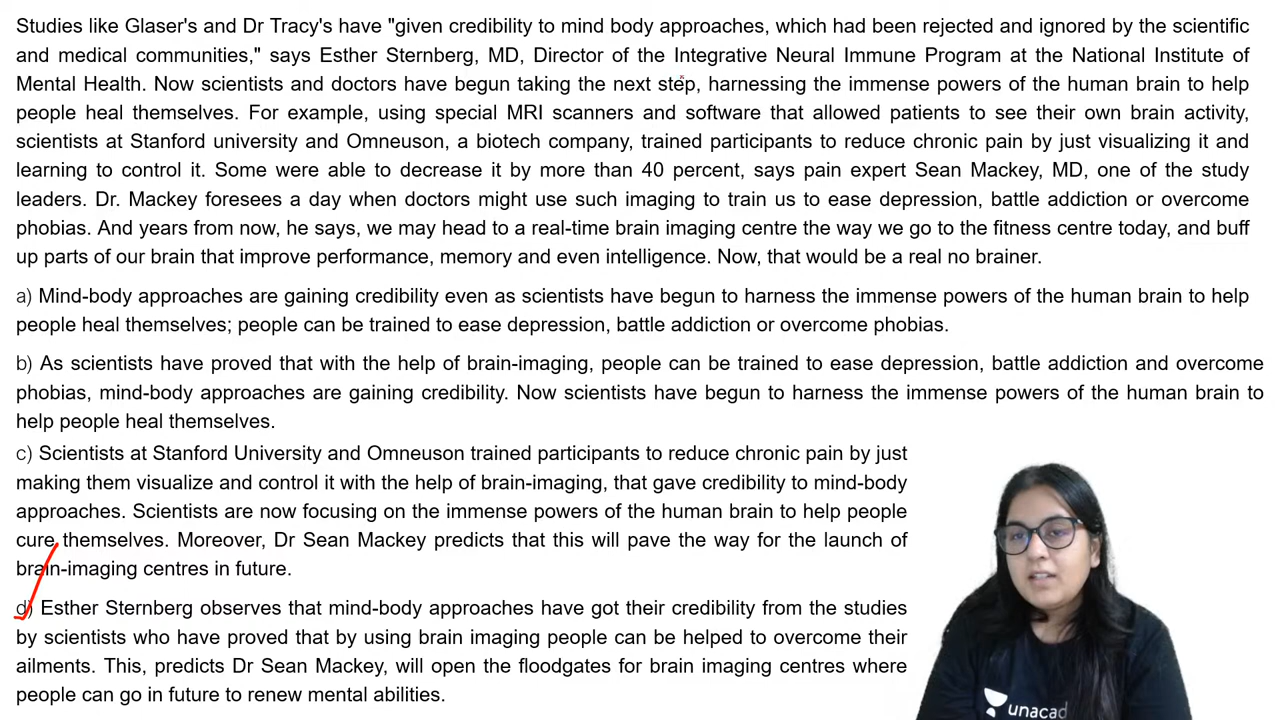 Studies like Glaser's and Dr Tracy's have "given credibility to mind body approaches, which had been rejected and ignored by the scientific
and medical communities," says Esther Sternberg, MD, Director of the Integrative Neural Immune Program at the National Institute of
Mental Health. Now scientists and doctors have begun taking the next step, harnessing the immense powers of the human brain to help
people heal themselves. For example, using special MRI scanners and software that allowed patients to see their own brain activity,
scientists at Stanford university and Omneuson, a biotech company, trained participants to reduce chronic pain by just visualizing it and
learning to control it. Some were able to decrease it by more than 40 percent, says pain expert Sean Mackey, MD, one of the study
leaders. Dr. Mackey foresees a day when doctors might use such imaging to train us to ease depression, battle addiction or overcome
phobias. And years from now, he says, we may head to a real-time brain imaging centre the way we go to the fitness centre today, and buff
up parts of our brain that improve performance, memory and even intelligence. Now, that would be a real no brainer.
a) Mind-body approaches are gaining credibility even as scientists have begun to harness the immense powers of the human brain to help
people heal themselves; people can be trained to ease depression, battle addiction or overcome phobias.
b) As scientists have proved that with the help of brain-imaging, people can be trained to ease depression, battle addiction and overcome
phobias, mind-body approaches are gaining credibility. Now scientists have begun to harness the immense powers of the human brain to
help people heal themselves.
c) Scientists at Stanford University and Omneuson trained participants to reduce chronic pain by just
making them visualize and control it with the help of brain-imaging, that gave credibility to mind-body
approaches. Scientists are now focusing on the immense powers of the human brain to help people
cure themselves. Moreover, Dr Sean Mackey predicts that this will pave the way for the launch of
brain-imaging centres in future.
d) Esther Sternberg observes that mind-body approaches have got their credibility from the studies
by scientists who have proved that by using brain imaging people can be helped to overcome their
ailments. This, predicts Dr Sean Mackey, will open the floodgates for brain imaging centres where
people can go in future to renew mental abilities.
unacad